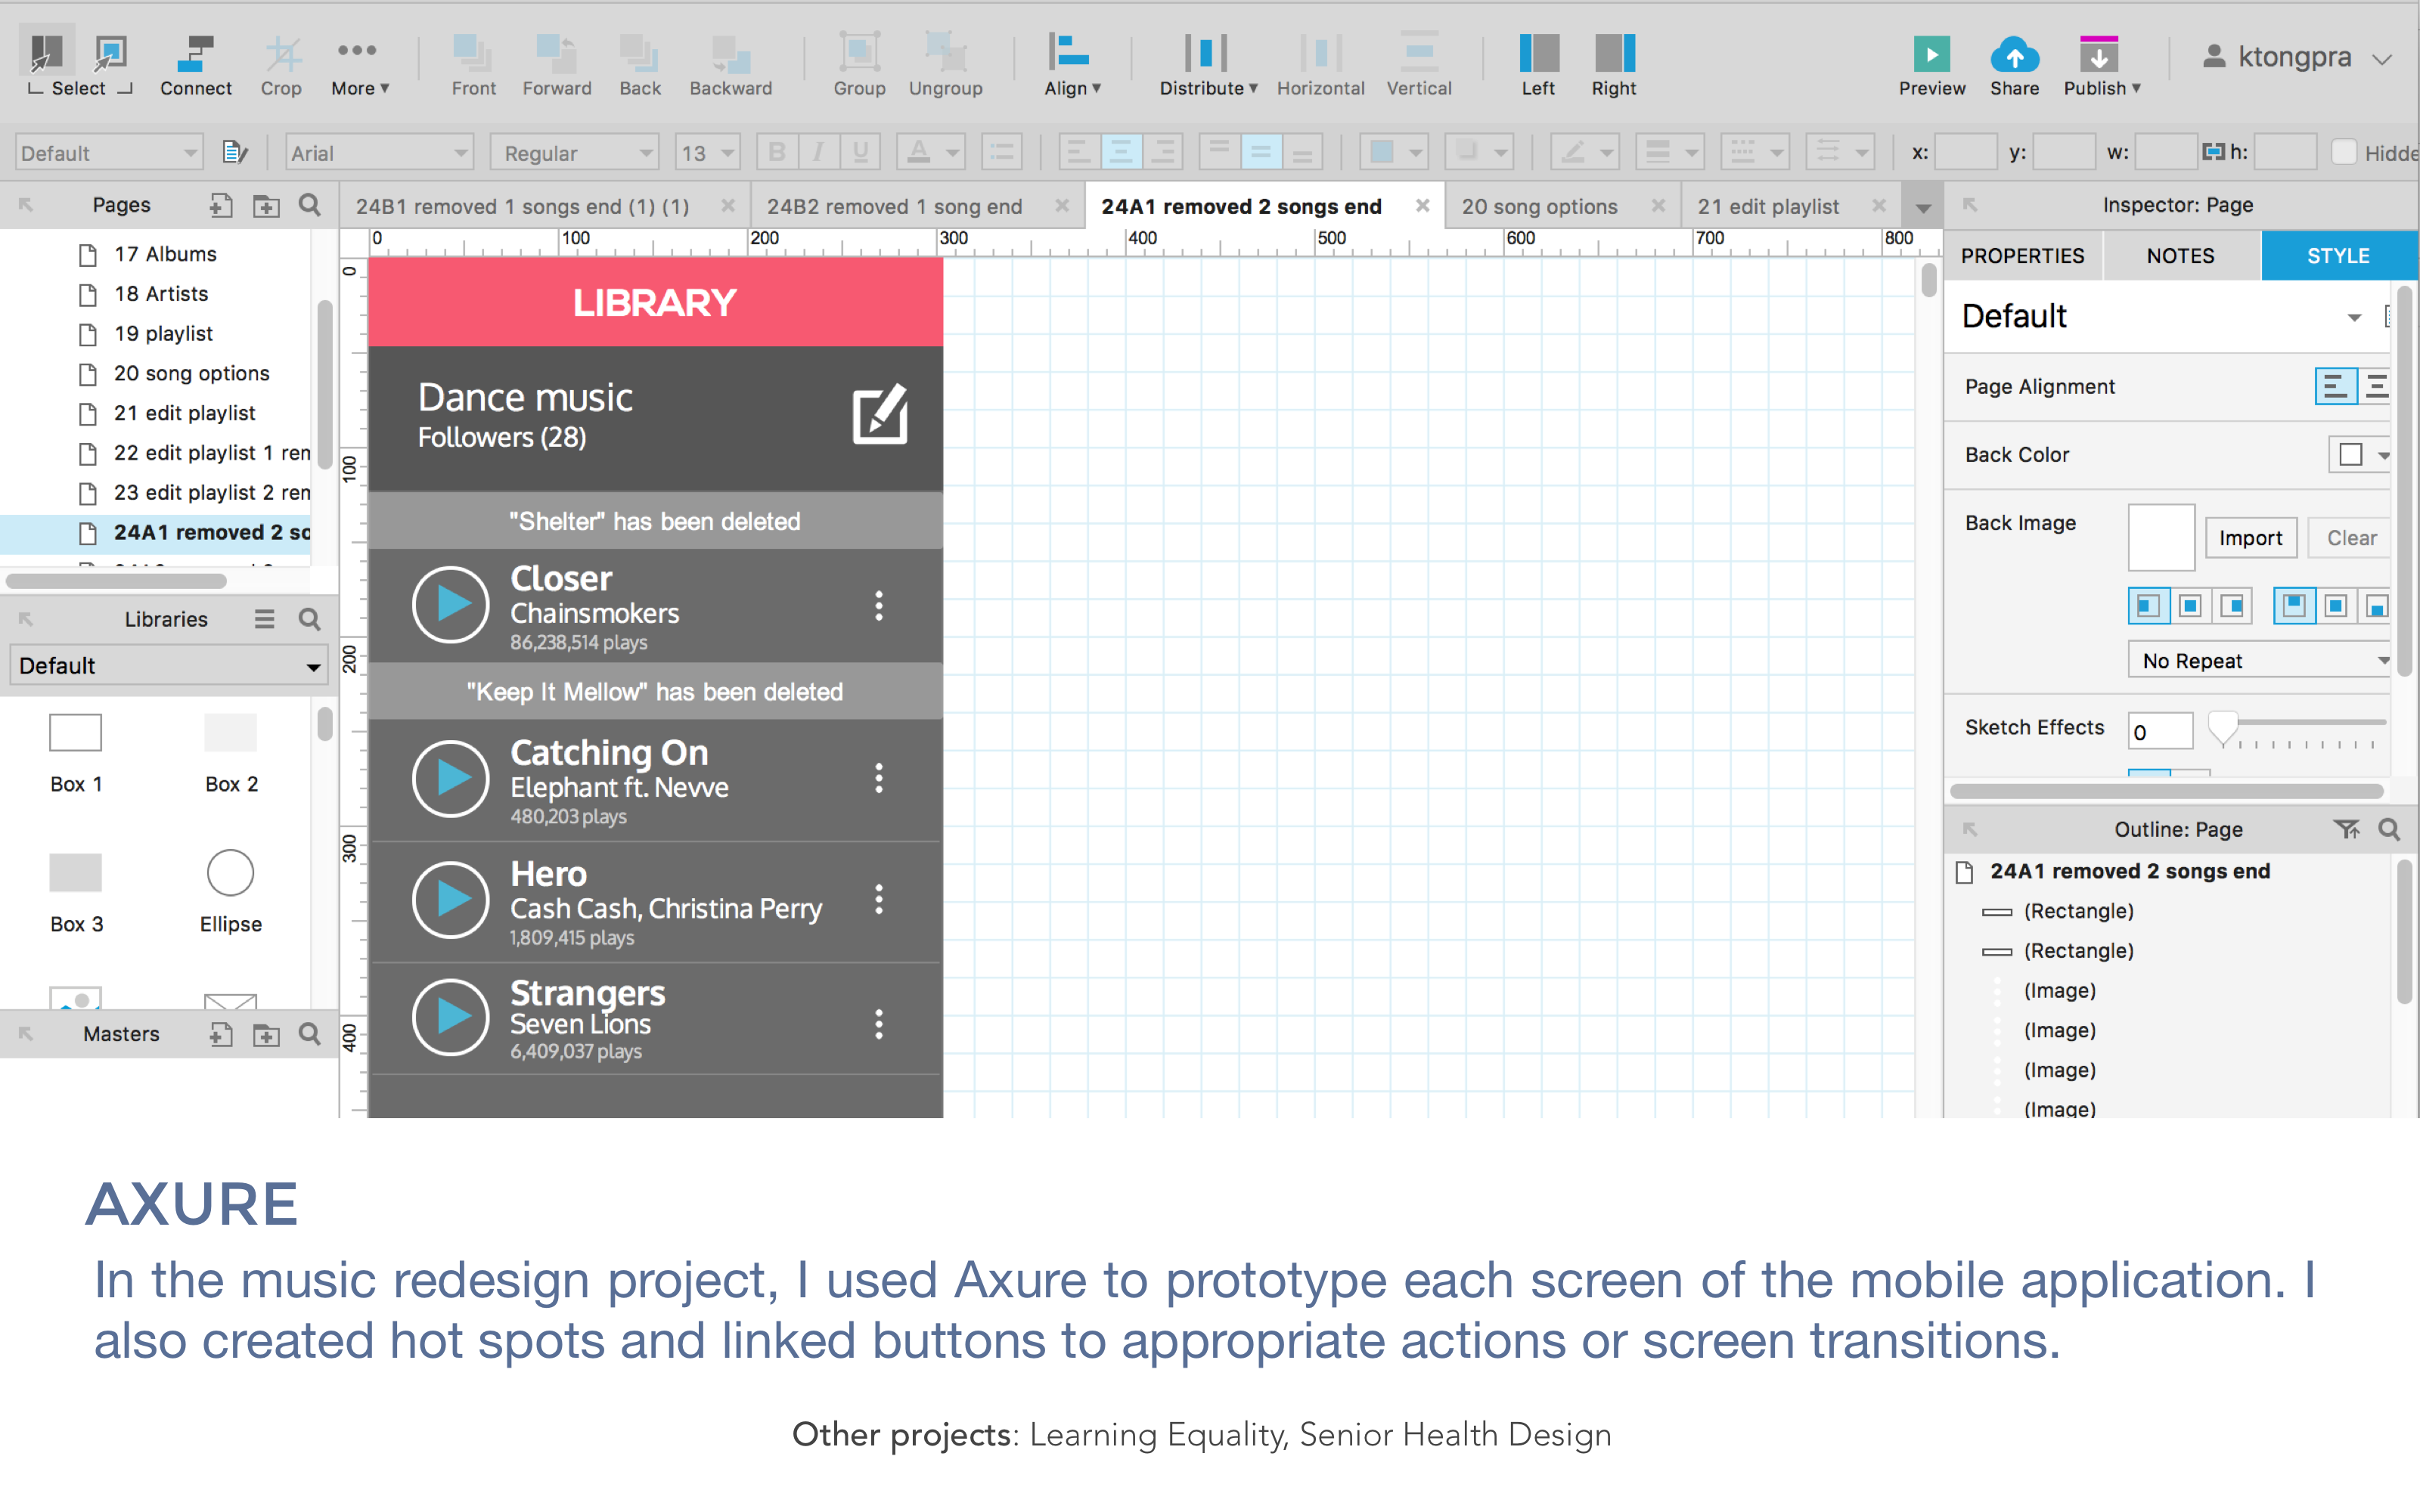 Select Connect Crop More Front Forward Back Backward Group Ungroup Align Distribute Horizontal Vertical Left Right Preview Share Publish ktongpra
Default Arial Regular 13 B I U A x: y: w: h:
Pages
24B1 removed 1 songs end (1) (1) 24B2 removed 1 song end 24A1 removed 2 songs end 20 song options 21 edit playlist
0 100 200 300 400 500 600 700 800
17 Albums
18 Artists
19 playlist
20 song options
21 edit playlist
22 edit playlist 1 ren
23 edit playlist 2 ren
24A1 removed 2 so
Libraries
Default
Box 1 Box 2
Box 3 Ellipse
Masters
0
100
200
300
400
LIBRARY
Dance music
Followers (28)
"Shelter" has been deleted
Closer
Chainsmokers
86,238,514 plays
"Keep It Mellow" has been deleted
Catching On
Elephant ft. Nevve
480,203 plays
Hero
Cash Cash, Christina Perry
1,809,415 plays
Strangers
Seven Lions
6,409,037 plays
Inspector: Page
PROPERTIES NOTES STYLE
Default
Page Alignment
Back Color
Back Image Import Clear
No Repeat
Sketch Effects 0
Outline: Page
24A1 removed 2 songs end
(Rectangle)
(Rectangle)
(Image)
(Image)
(Image)
(Image)
AXURE
In the music redesign project, I used Axure to prototype each screen of the mobile application. I
also created hot spots and linked buttons to appropriate actions or screen transitions.
Other projects: Learning Equality, Senior Health Design